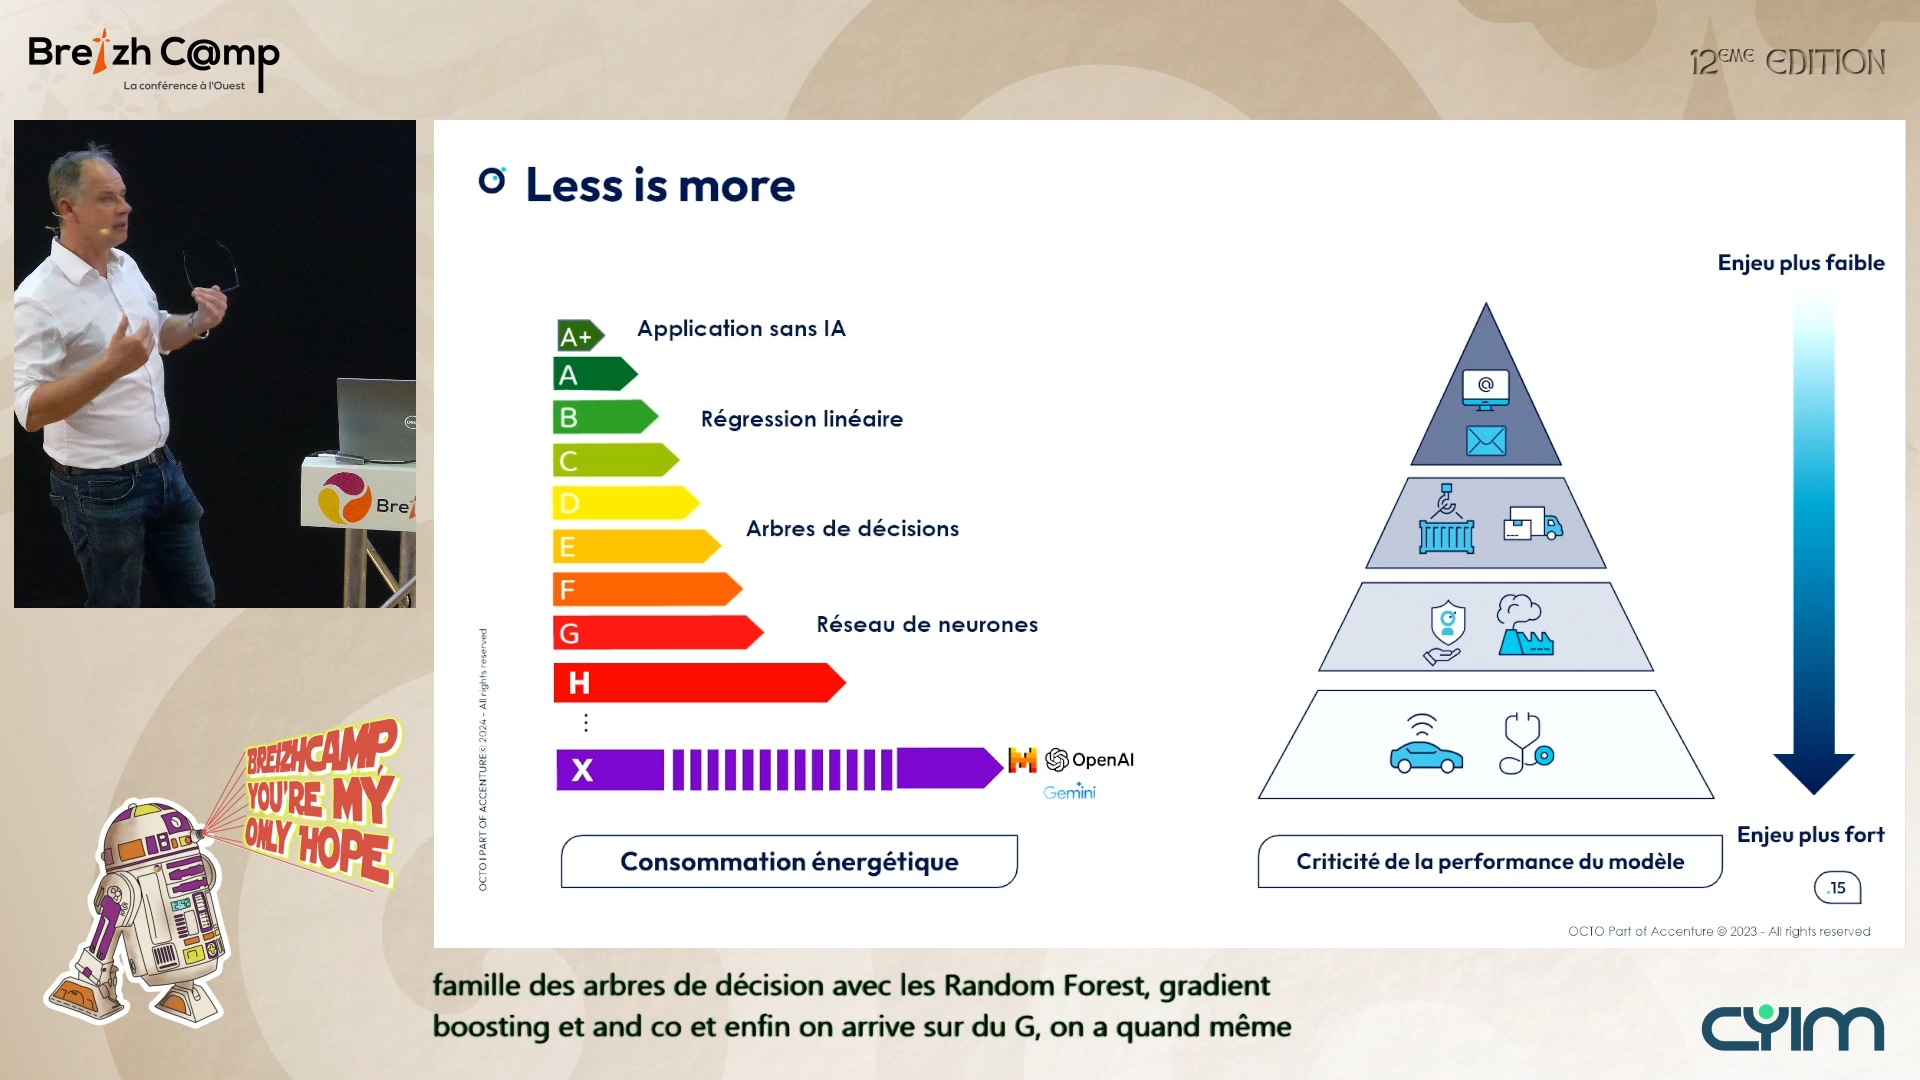 Breizh C@mp
La conférence à l'Ouest
12EME EDITION
Less is more
Enjeu plus faible
A+
Application sans IA
A
B
Régression linéaire
C
D
Arbres de décisions
E
F
G
Réseau de neurones
H
X
OpenAI
Gemini
@
Consommation énergétique
Criticité de la performance du modèle
Enjeu plus fort
.15
OCTO Part of Accenture © 2023 - All rights reserved
OCTO I PART OF ACCENTURE © 2024 - All rights reserved
Brei
BREIZHCAMP,
YOU'RE MY
ONLY HOPE
famille des arbres de décision avec les Random Forest, gradient
boosting et and co et enfin on arrive sur du G, on a quand même
CYIM